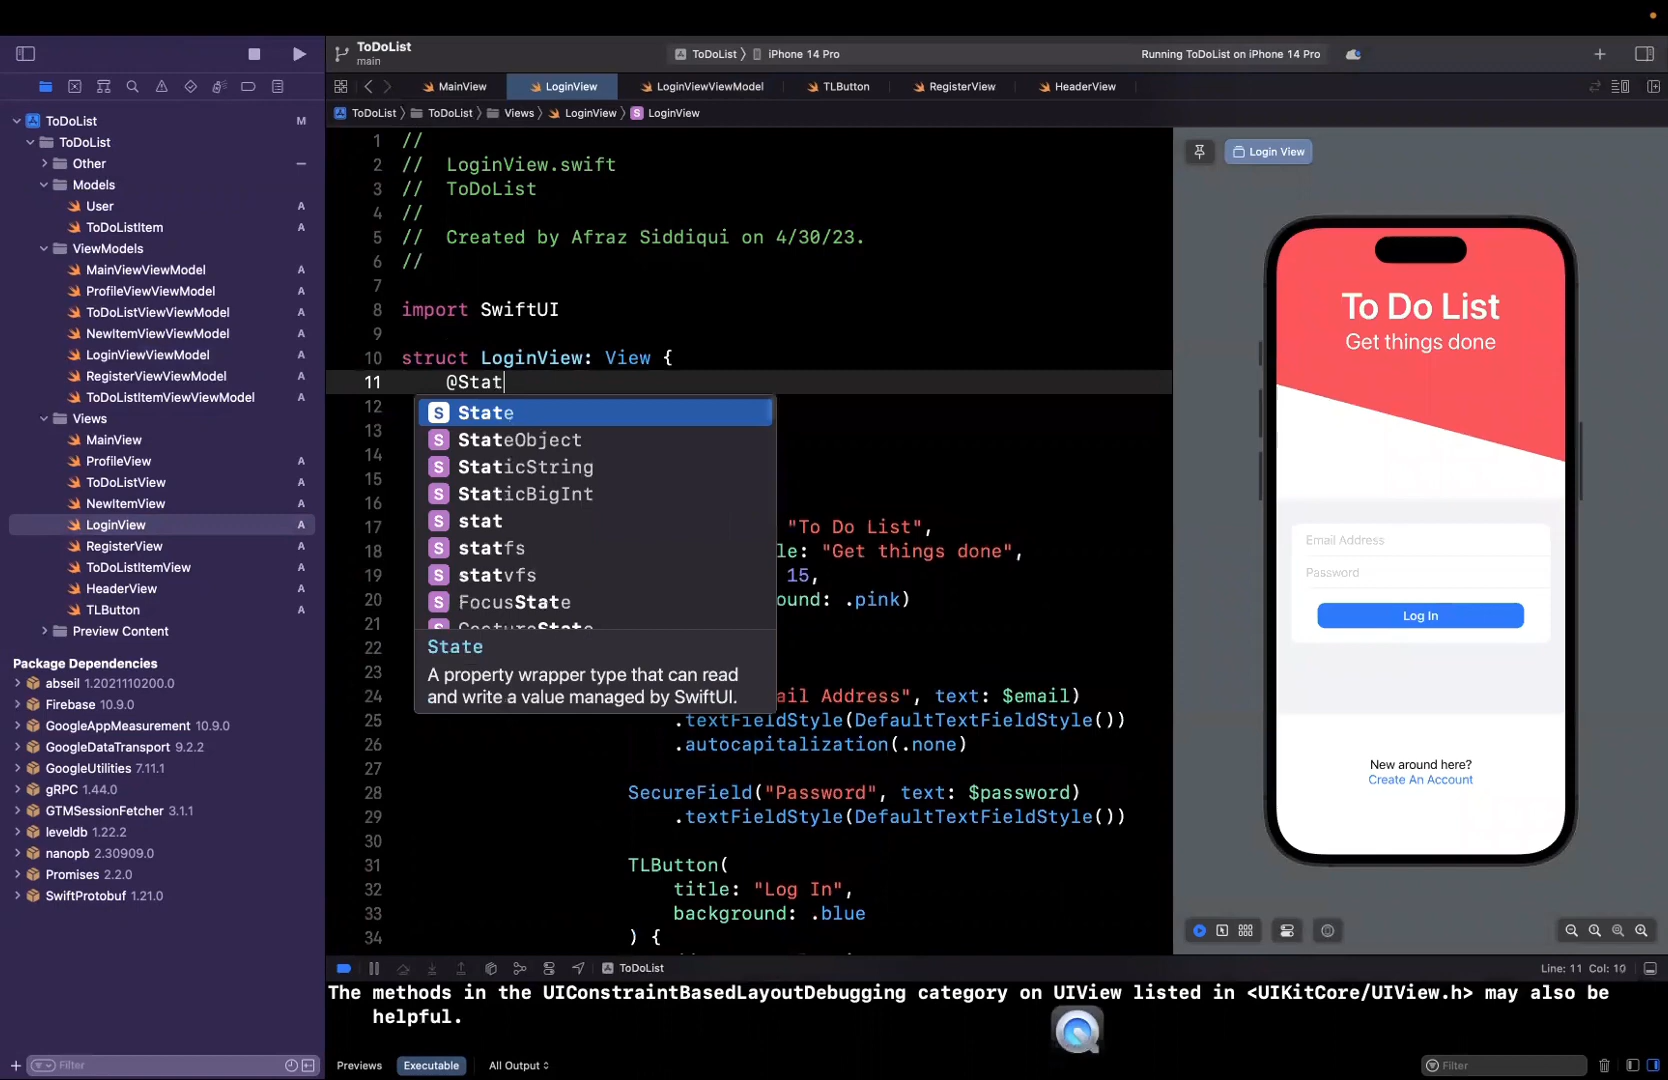 ToDoList
main
ToDoList
iPhone 14 Pro
Running ToDoList on iPhone 14 Pro
MainView
LoginView
LoginViewViewModel
TLButton
RegisterView
HeaderView
ToDoList
ToDoList
Views
LoginView
LoginView
ToDoList M
ToDoList
Other
Models
User A
ToDoListItem A
ViewModels
MainViewViewModel A
ProfileViewViewModel A
ToDoListViewViewModel A
NewItemViewViewModel A
LoginViewViewModel A
RegisterViewViewModel A
ToDoListItemViewViewModel A
Views
MainView
ProfileView A
ToDoListView A
NewItemView A
LoginView A
RegisterView A
ToDoListItemView A
HeaderView A
TLButton A
Preview Content
Package Dependencies
abseil 1.2021110200.0
Firebase 10.9.0
GoogleAppMeasurement 10.9.0
GoogleDataTransport 9.2.2
GoogleUtilities 7.11.1
gRPC 1.44.0
GTMSessionFetcher 3.1.1
leveldb 1.22.2
nanopb 2.30909.0
Promises 2.2.0
SwiftProtobuf 1.21.0
Filter
1 //
2 // LoginView.swift
3 // ToDoList
4 //
5 // Created by Afraz Siddiqui on 4/30/23.
6 //
7
8 import SwiftUI
9
10 struct LoginView: View {
11 @Stat
12
13
14
15
16
17 "To Do List",
18 le: "Get things done",
19 15,
20 ound: .pink)
21
22
23
24 ail Address", text: $email)
25 .textFieldStyle(DefaultTextFieldStyle())
26 .autocapitalization(.none)
27
28 SecureField("Password", text: $password)
29 .textFieldStyle(DefaultTextFieldStyle())
30
31 TLButton(
32 title: "Log In",
33 background: .blue
34 ) {
S State
S StateObject
S StaticString
S StaticBigInt
S stat
S statfs
S statvfs
S FocusState
S GestureState
State
A property wrapper type that can read
and write a value managed by SwiftUI.
Login View
To Do List
Get things done
Email Address
Password
Log In
New around here?
Create An Account
ToDoList
Line: 11 Col: 10
The methods in the UIConstraintBasedLayoutDebugging category on UIView listed in <UIKitCore/UIView.h> may also be
helpful.
Previews
Executable
All Output
Filter